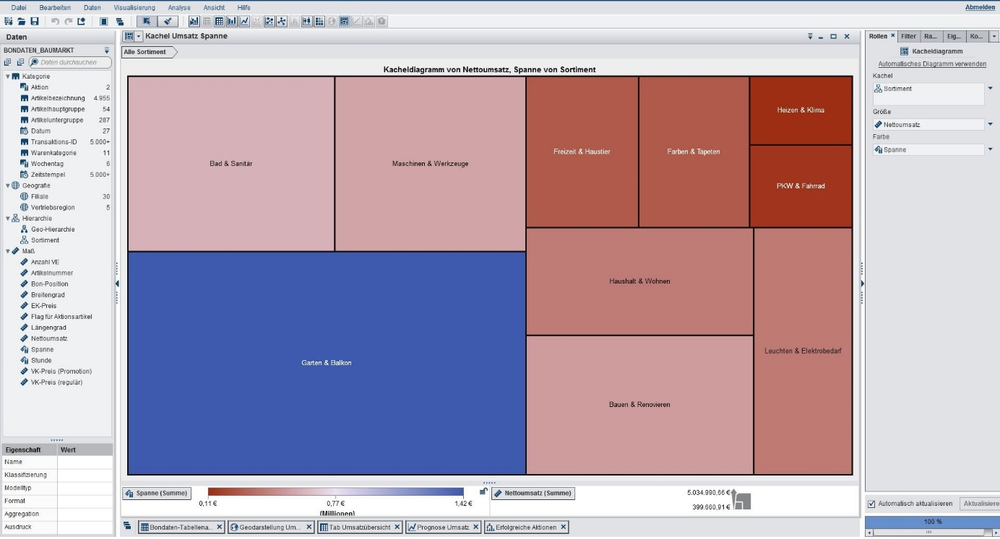 Datei Bearbeiten Daten Visualisierung Analyse Ansicht Hilfe Abmelden
Daten
BONDATEN_BAUMARKT
Daten durchauchen
Kategorie
Aktion 2
Artikelbezeichnung 4.955
Artikelhauptgruppe 54
Artikeluntergruppe 287
Datum 27
Transaktions-ID 5.000+
Warenkategorie 11
Wochentag 6
Zeitstempel 5.000+
Geografie
Filiale 30
Vertriebsregion 5
Hierarchie
Geo-Hierarchie
Sortiment
Maß
Anzahl VE
Artikelnummer
Bon-Position
Breitengrad
EK-Preis
Flag für Aktionsartikel
Längengrad
Nettoumsatz
Spanne
Stunde
VK-Preis (Promotion)
VK-Preis (regulär)
Eigenschaft Wert
Name
Klassifizierung
Modelltyp
Format
Aggregation
Ausdruck
Kachel Umsatz Spanne
Alle Sortiment
Kacheldiagramm von Nettoumsatz, Spanne von Sortiment
Bad & Sanitär
Maschinen & Werkzeuge
Freizeit & Haustier
Farben & Tapeten
Heizen & Klima
PKW & Fahrrad
Haushalt & Wohnen
Garten & Balkon
Leuchten & Elektrobedarf
Bauen & Renovieren
Spanne (Summe)
0,11 € 0,77 € 1,42 €
(Millionen)
Nettoumsatz (Summe)
5.034.990,66 €
399.660,91 €
Bondaten-Tabellena... Geodarstellung Um... Tab Umsatzübersicht Prognose Umsatz Erfolgreiche Aktionen
Rollen Filter Ra... Eig... Ko...
Kacheldiagramm
Automatisches Diagramm verwenden
Kachel
Sortiment
Größe
Nettoumsatz
Farbe
Spanne
Automatisch aktualisieren Aktualisiere
100 %